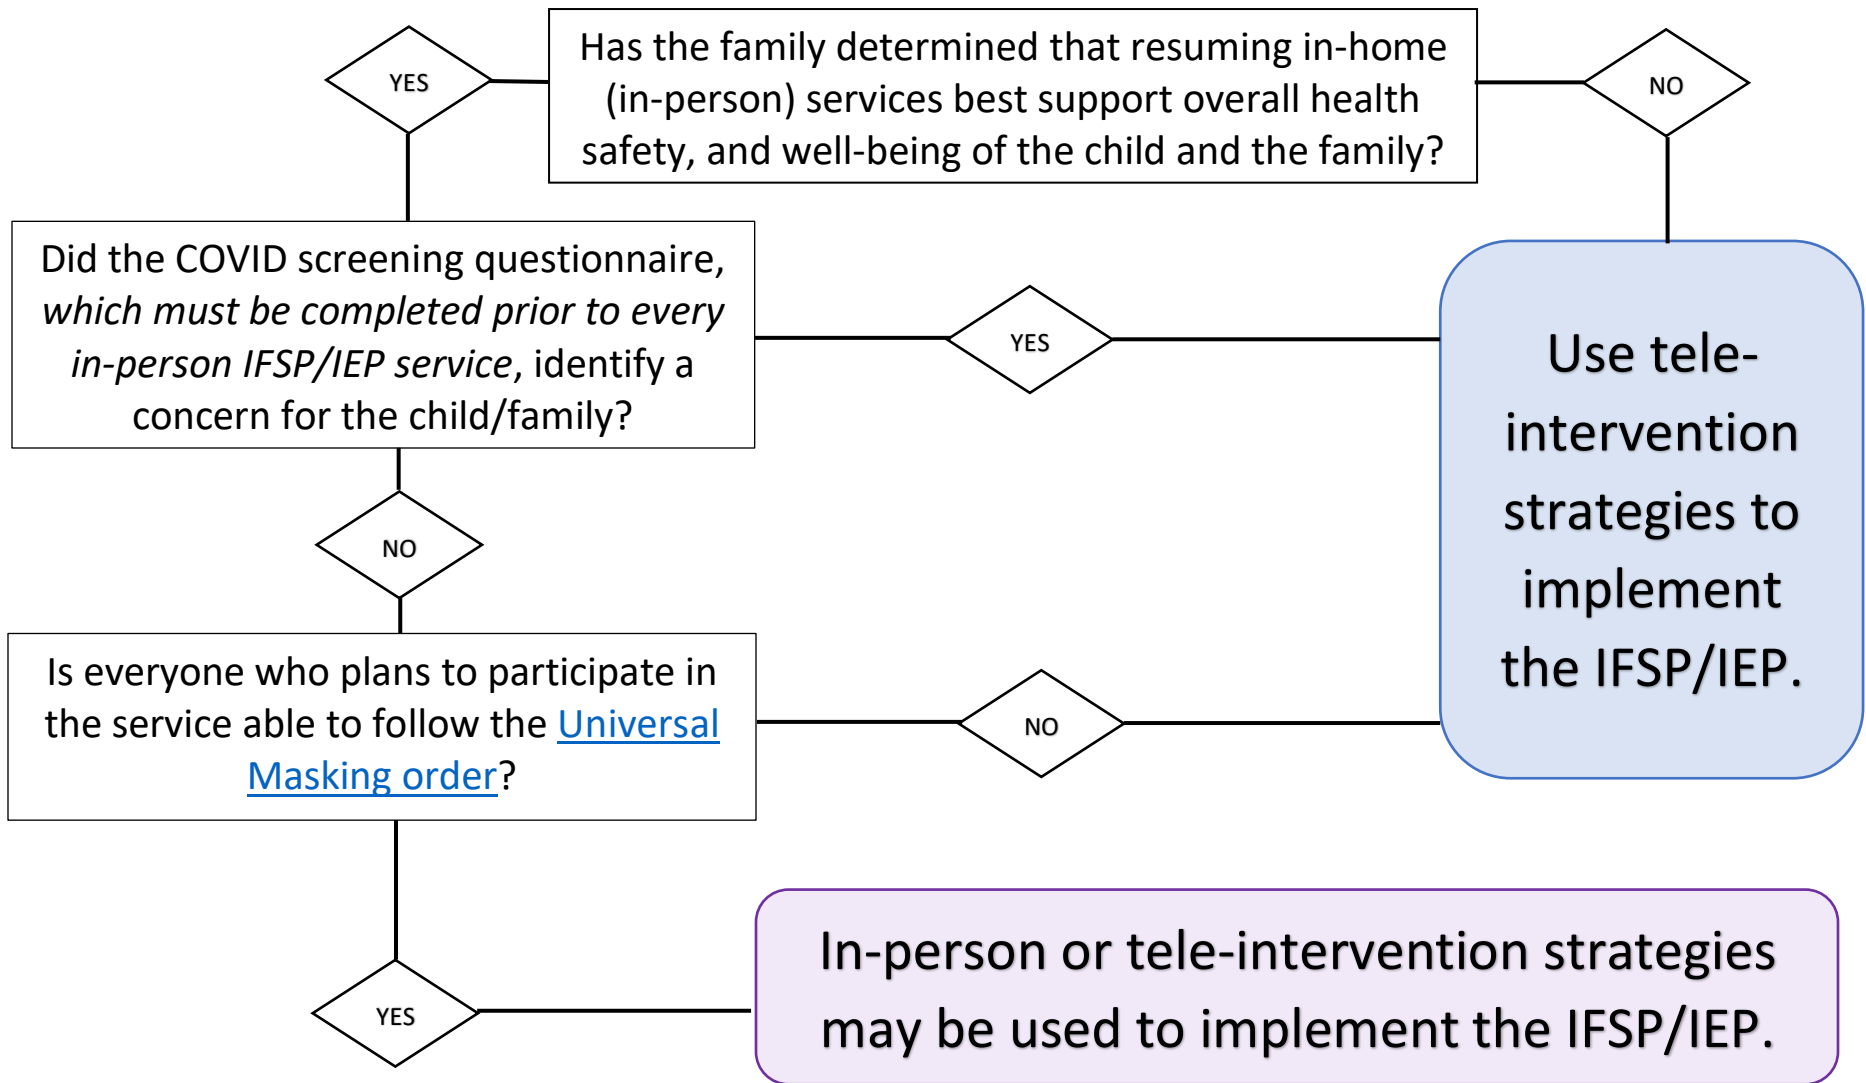 Has the family determined that resuming in-home
(in-person) services best support overall health
safety, and well-being of the child and the family?
YES
NO
Did the COVID screening questionnaire,
which must be completed prior to every
in-person IFSP/IEP service, identify a
concern for the child/family?
YES
Use tele-
intervention
strategies to
implement
the IFSP/IEP.
NO
Is everyone who plans to participate in
the service able to follow the Universal
Masking order?
NO
YES
In-person or tele-intervention strategies
may be used to implement the IFSP/IEP.